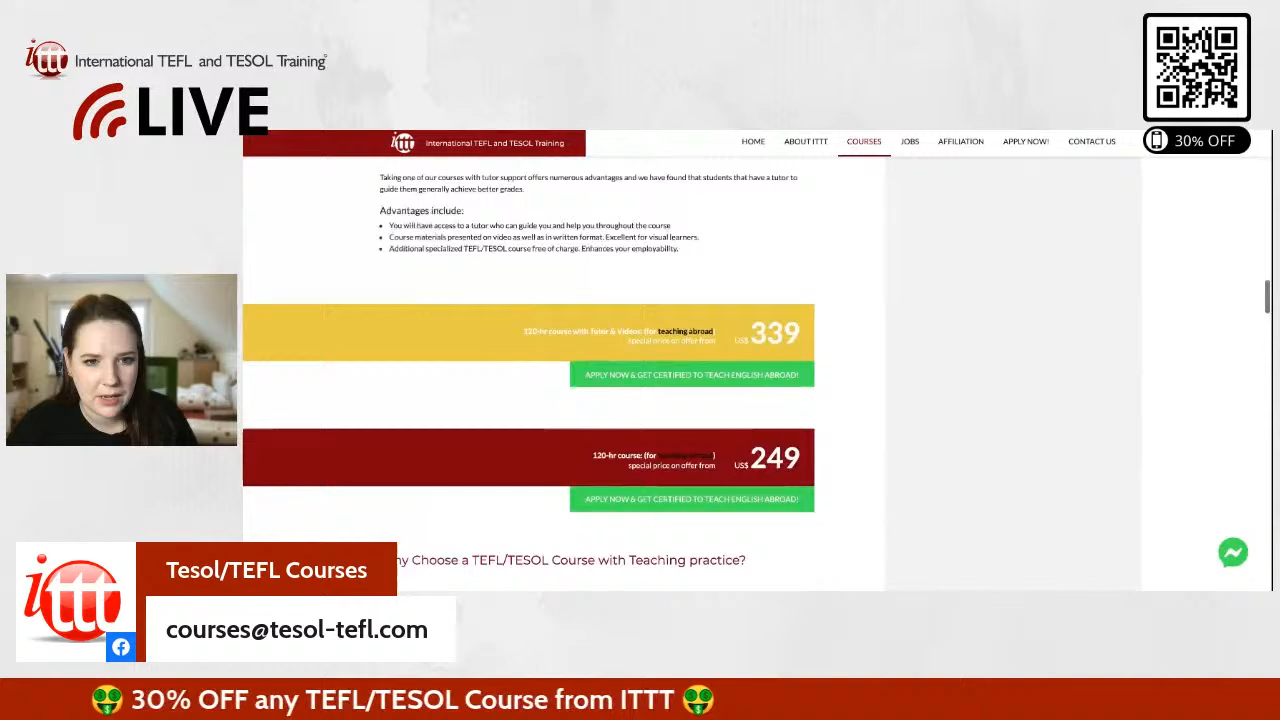 ittt International TEFL and TESOL Training
LIVE
30% OFF
ittt International TEFL and TESOL Training
HOME ABOUT ITTT COURSES JOBS AFFILIATION APPLY NOW! CONTACT US
Taking one of our courses with tutor support offers numerous advantages and we have found that students that have a tutor to
guide them generally achieve better grades.
Advantages include:
• You will have access to a tutor who can guide you and help you throughout the course
• Course materials presented on video as well as in written format. Excellent for visual learners.
• Additional specialized TEFL/TESOL course free of charge. Enhances your employability.
120-hr course with Tutor & Videos: (for teaching abroad)
special price on offer from
US$ 339
APPLY NOW & GET CERTIFIED TO TEACH ENGLISH ABROAD!
120-hr course: (for teaching abroad)
special price on offer from
US$ 249
APPLY NOW & GET CERTIFIED TO TEACH ENGLISH ABROAD!
hy Choose a TEFL/TESOL Course with Teaching practice?
ittt
Tesol/TEFL Courses
courses@tesol-tefl.com
30% OFF any TEFL/TESOL Course from ITTT